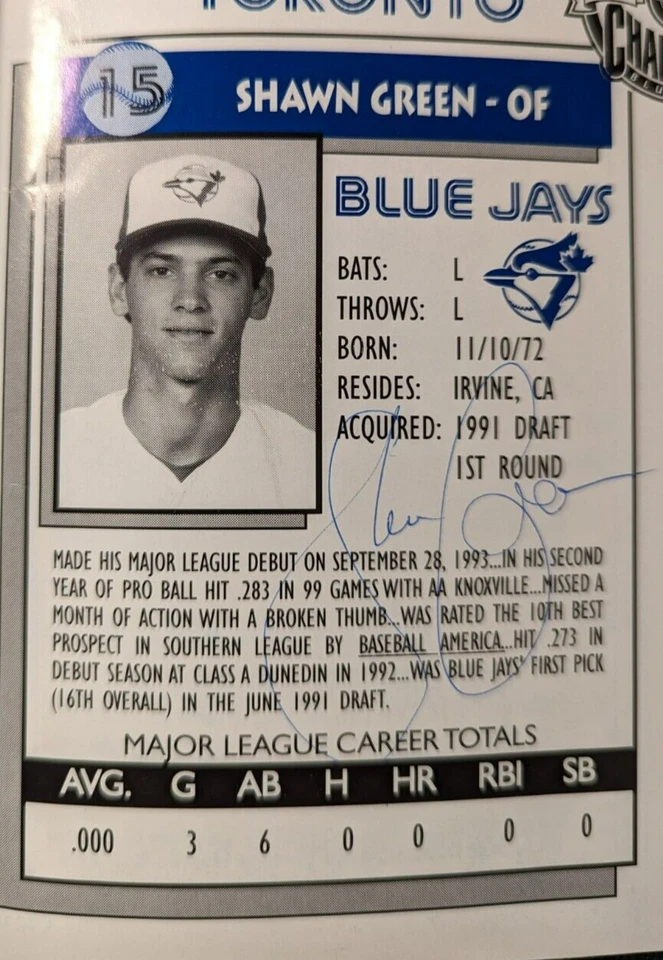 TORONTO
CHA
BLU
15
SHAWN GREEN - OF
BLUE JAYS
BATS: L
THROWS: L
BORN: 11/10/72
RESIDES: IRVINE, CA
ACQUIRED: 1991 DRAFT
1ST ROUND
Shawn Green
MADE HIS MAJOR LEAGUE DEBUT ON SEPTEMBER 28, 1993...IN HIS SECOND
YEAR OF PRO BALL HIT .283 IN 99 GAMES WITH AA KNOXVILLE...MISSED A
MONTH OF ACTION WITH A BROKEN THUMB...WAS RATED THE 10TH BEST
PROSPECT IN SOUTHERN LEAGUE BY BASEBALL AMERICA...HIT .273 IN
DEBUT SEASON AT CLASS A DUNEDIN IN 1992...WAS BLUE JAYS' FIRST PICK
(16TH OVERALL) IN THE JUNE 1991 DRAFT.
MAJOR LEAGUE CAREER TOTALS
AVG. G AB H HR RBI SB
.000 3 6 0 0 0 0